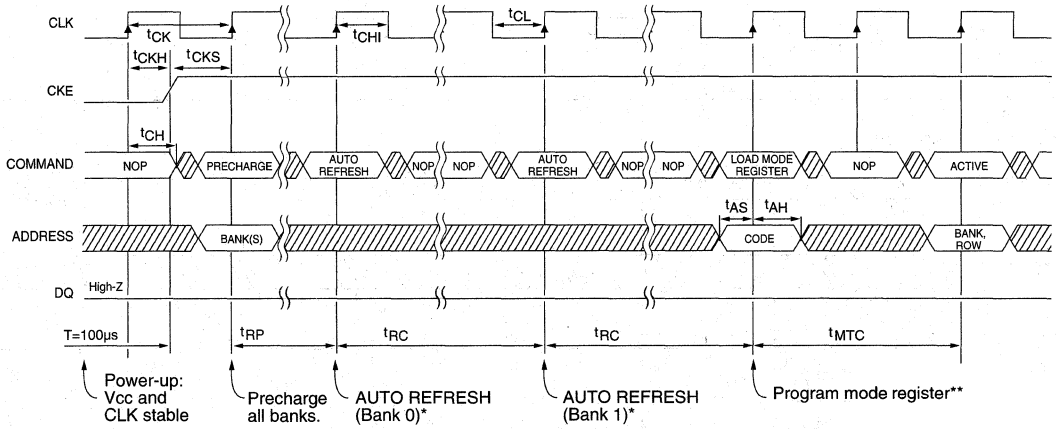 CLK
tCK
tCHI
tCL
tCKH
tCKS
CKE
tCH
COMMAND
NOP
PRECHARGE
AUTO
REFRESH
NOP
NOP
AUTO
REFRESH
NOP
NOP
LOAD MODE
REGISTER
NOP
ACTIVE
tAS
tAH
ADDRESS
BANK(S)
CODE
BANK,
ROW
DQ
High-Z
T=100µs
tRP
tRC
tRC
tMTC
Power-up:
Vcc and
CLK stable
Precharge
all banks.
AUTO REFRESH
(Bank 0)*
AUTO REFRESH
(Bank 1)*
Program mode register**